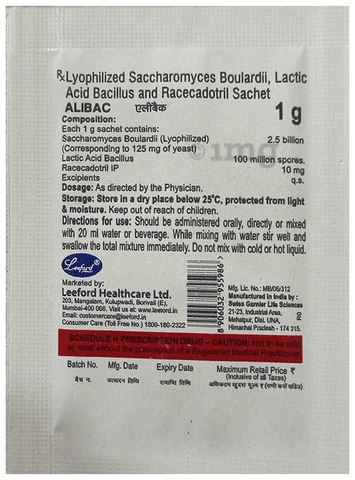 ℞ Lyophilized Saccharomyces Boulardii, Lactic
Acid Bacillus and Racecadotril Sachet
ALIBAC एलीबैक 1 g
Composition:
Each 1 g sachet contains:
Saccharomyces Boulardii (Lyophilized) 2.5 billion
(Corresponding to 125 mg of yeast)
Lactic Acid Bacillus 100 million spores.
Racecadotril IP 10 mg
Excipients q.s.
Dosage: As directed by the Physician.
Storage: Store in a dry place below 25°C, protected from light
& moisture. Keep out of reach of children.
Directions: Should be administered orally, directly or mixed
with 20 ml water or beverage. While mixing with water stir well and
swallow the total mixture immediately. Do not mix with cold or hot liquid.
Leeford
Marketed by:
Leeford Healthcare Ltd.
203, Mangalam, Kulupwadi, Borivali (E),
Mumbai-400 066. Visit us at www.leeford.in
Email: customercare@leeford.in
Consumer Care (Toll Free No.) 1800-180-2322
8906032955986
Mfg. Lic. No.: MB/06/312
Manufactured in India by :
Swiss Garnier Life Sciences
21-23, Industrial Area,
Mehatpur, Dist. UNA,
Himachal Pradesh - 174 315.
SCHEDULE H PRESCRIPTION DRUG – CAUTION: Not to be sold
by retail without the prescription of a Registered Medical Practitioner.
Batch No. Mfg. Date Expiry Date Maximum Retail Price ₹
(Inclusive of all Taxes)
बैच न. उत्पादन तिथि समाप्ति तिथि अधिकतम खुदरा मूल्य ₹
1mg